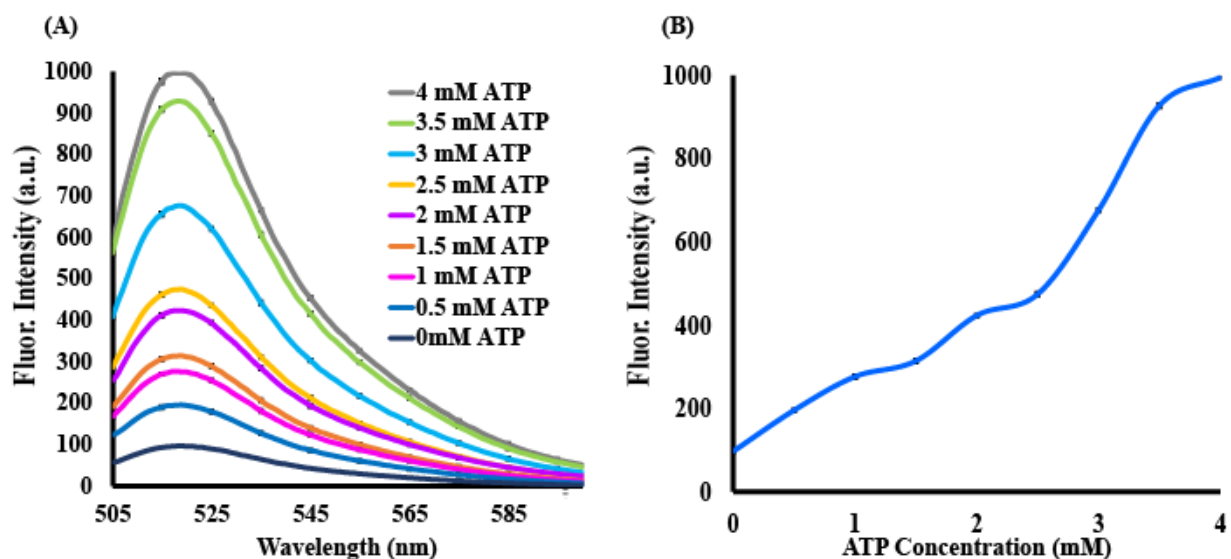 (A)
Fluor. Intensity (a.u.)
1000
900
800
700
600
500
400
300
200
100
0
505
525
545
565
585
Wavelength (nm)
4 mM ATP
3.5 mM ATP
3 mM ATP
2.5 mM ATP
2 mM ATP
1.5 mM ATP
1 mM ATP
0.5 mM ATP
0mM ATP
(B)
Fluor. Intensity (a.u.)
1000
800
600
400
200
0
0
1
2
3
4
ATP Concentration (mM)